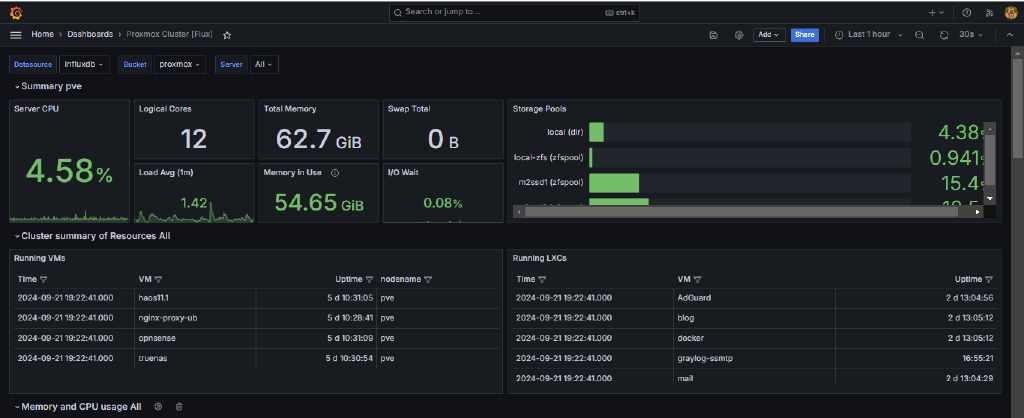 Search or jump to... ctrl+k
Home › Dashboards › Proxmox Cluster [Flux]
Add Share Last 1 hour 30s
Datasource influxdb Bucket proxmox Server All
Summary pve
Server CPU Logical Cores Total Memory Swap Total Storage Pools
4.58% 12 62.7 GiB 0 B
local (dir) 4.38
local-zfs (zfspool) 0.941
m2ssd1 (zfspool) 15.4
Load Avg (1m) Memory in Use I/O Wait
1.42 54.65 GiB 0.08%
Cluster summary of Resources All
Running VMs
Time VM Uptime nodename
2024-09-21 19:22:41.000 haos11.1 5 d 10:31:05 pve
2024-09-21 19:22:41.000 nginx-proxy-ub 5 d 10:28:41 pve
2024-09-21 19:22:41.000 opnsense 5 d 10:31:09 pve
2024-09-21 19:22:41.000 truenas 5 d 10:30:54 pve
Running LXCs
Time VM Uptime
2024-09-21 19:22:41.000 AdGuard 2 d 13:04:56
2024-09-21 19:22:41.000 blog 2 d 13:05:12
2024-09-21 19:22:41.000 docker 2 d 13:05:12
2024-09-21 19:22:41.000 graylog-ssmtp 16:55:21
2024-09-21 19:22:41.000 mail 2 d 13:04:29
Memory and CPU usage All